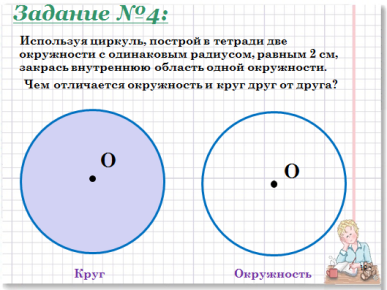 Задание №4:
Используя циркуль, построй в тетради две
окружности с одинаковым радиусом, равным 2 см,
закрась внутреннюю область одной окружности.
Чем отличается окружность и круг друг от друга?
О
О
Круг
Окружность